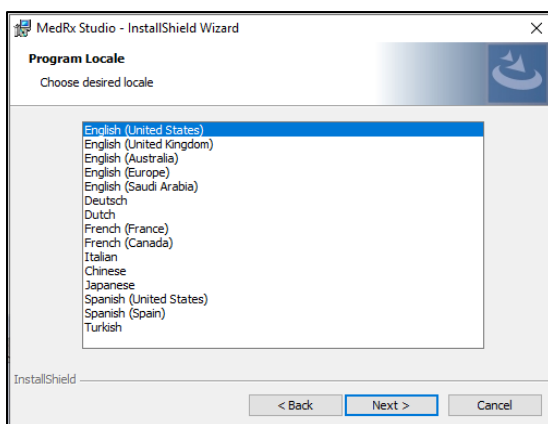 MedRx Studio - InstallShield Wizard
Program Locale
Choose desired locale
English (United States)
English (United Kingdom)
English (Australia)
English (Europe)
English (Saudi Arabia)
Deutsch
Dutch
French (France)
French (Canada)
Italian
Chinese
Japanese
Spanish (United States)
Spanish (Spain)
Turkish
InstallShield
< Back Next > Cancel